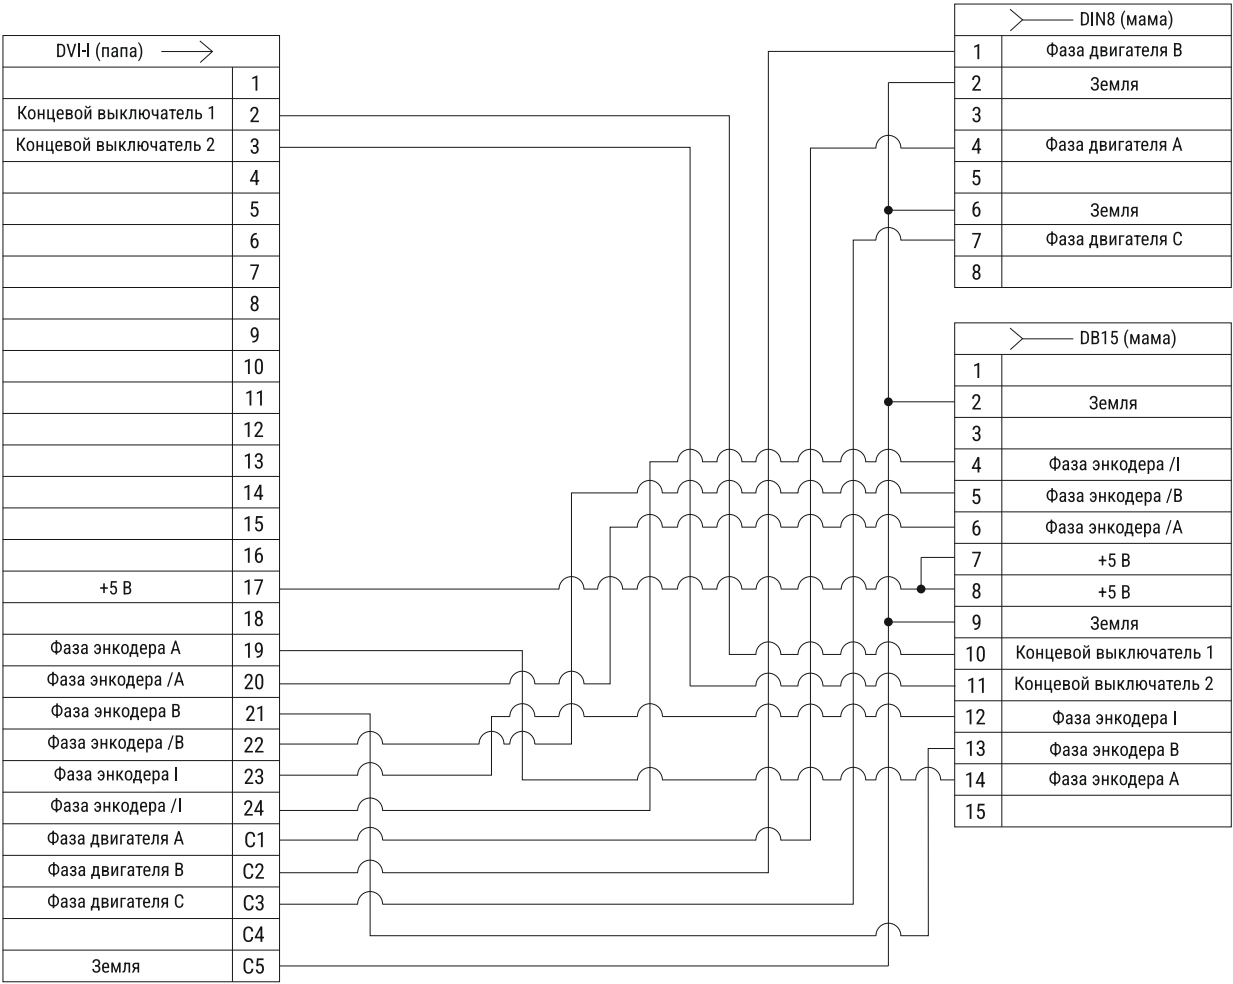 DVI-I (папа)
1
Концевой выключатель 1 2
Концевой выключатель 2 3
4
5
6
7
8
9
10
11
12
13
14
15
16
+5 В 17
18
Фаза энкодера A 19
Фаза энкодера /A 20
Фаза энкодера B 21
Фаза энкодера /B 22
Фаза энкодера I 23
Фаза энкодера /I 24
Фаза двигателя A C1
Фаза двигателя B C2
Фаза двигателя C C3
C4
Земля C5
DIN8 (мама)
1 Фаза двигателя B
2 Земля
3
4 Фаза двигателя A
5
6 Земля
7 Фаза двигателя C
8
DB15 (мама)
1
2 Земля
3
4 Фаза энкодера /I
5 Фаза энкодера /B
6 Фаза энкодера /A
7 +5 В
8 +5 В
9 Земля
10 Концевой выключатель 1
11 Концевой выключатель 2
12 Фаза энкодера I
13 Фаза энкодера B
14 Фаза энкодера A
15